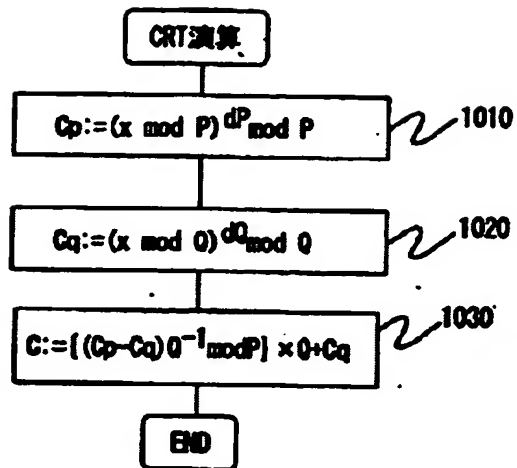 CRT演算
Cp:=(x mod P)^dP mod P
1010
Cq:=(x mod Q)^dQ mod Q
1020
C:=[((Cp-Cq)Q^-1 modP] ×Q+Cq
1030
END